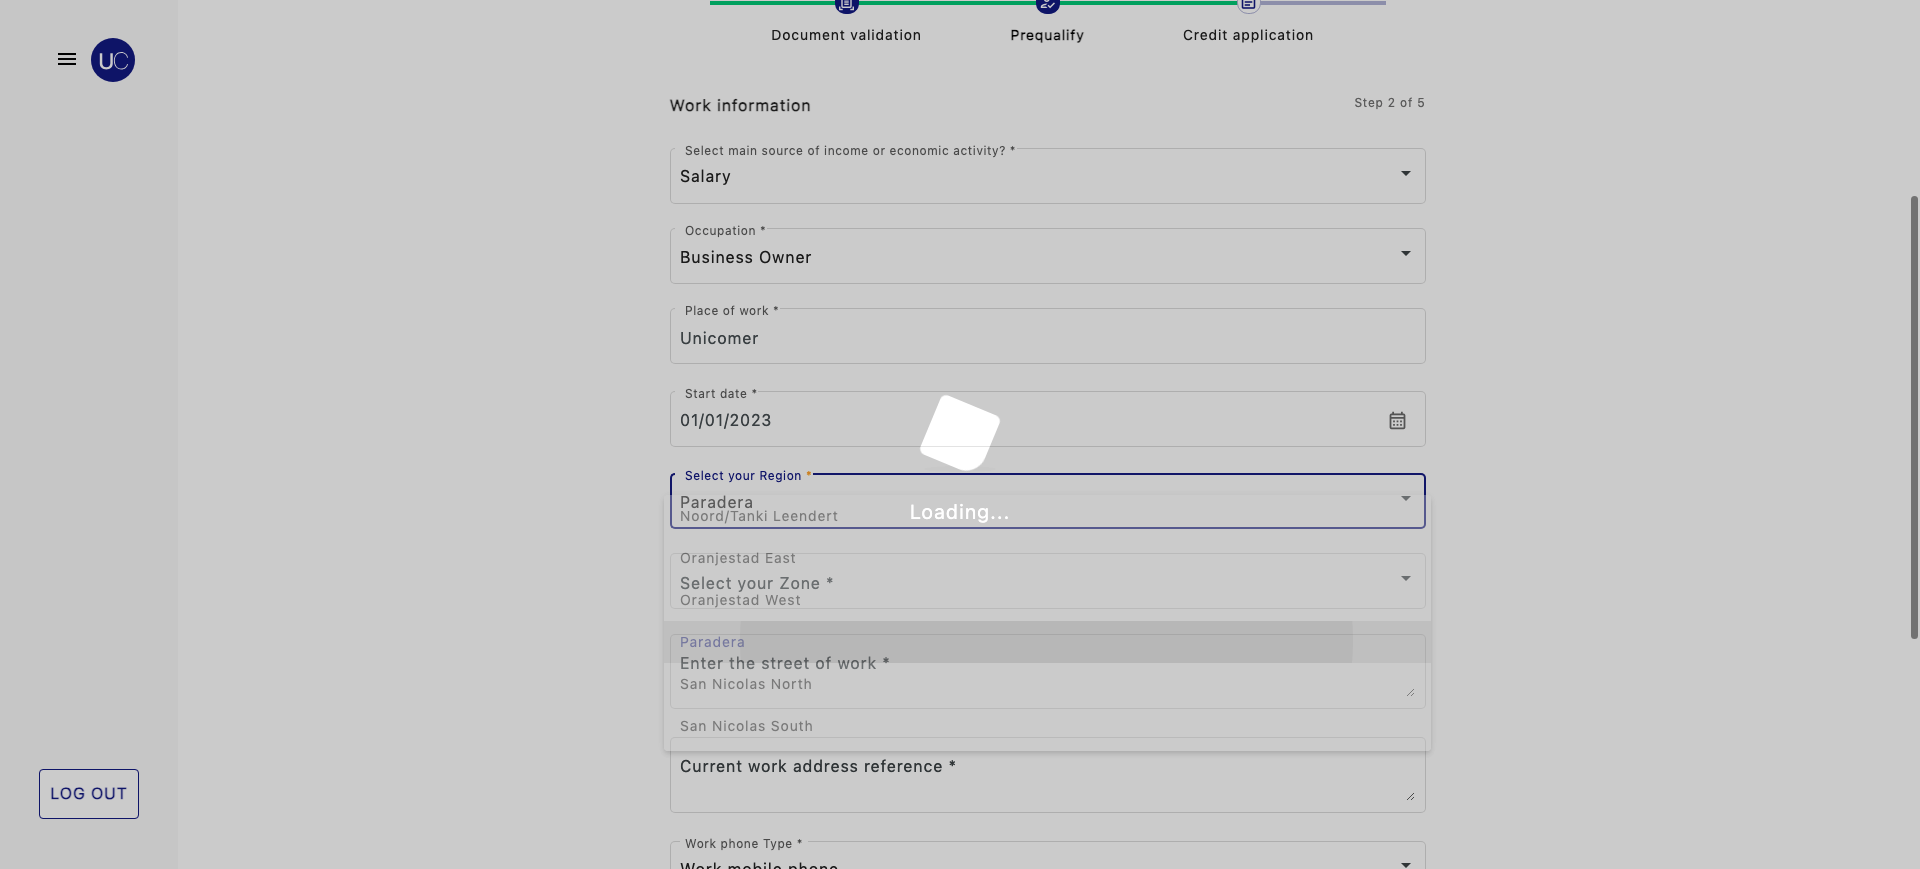 UC
Document validation
Prequalify
Credit application
Work information
Step 2 of 5
Select main source of income or economic activity? *
Salary
Occupation *
Business Owner
Place of work *
Unicomer
Start date *
01/01/2023
Select your Region *
Paradera
Noord/Tanki Leendert
Loading...
Oranjestad East
Select your Zone *
Oranjestad West
Paradera
Enter the street of work *
San Nicolas North
San Nicolas South
Current work address reference *
LOG OUT
Work phone Type *
Work mobile phone